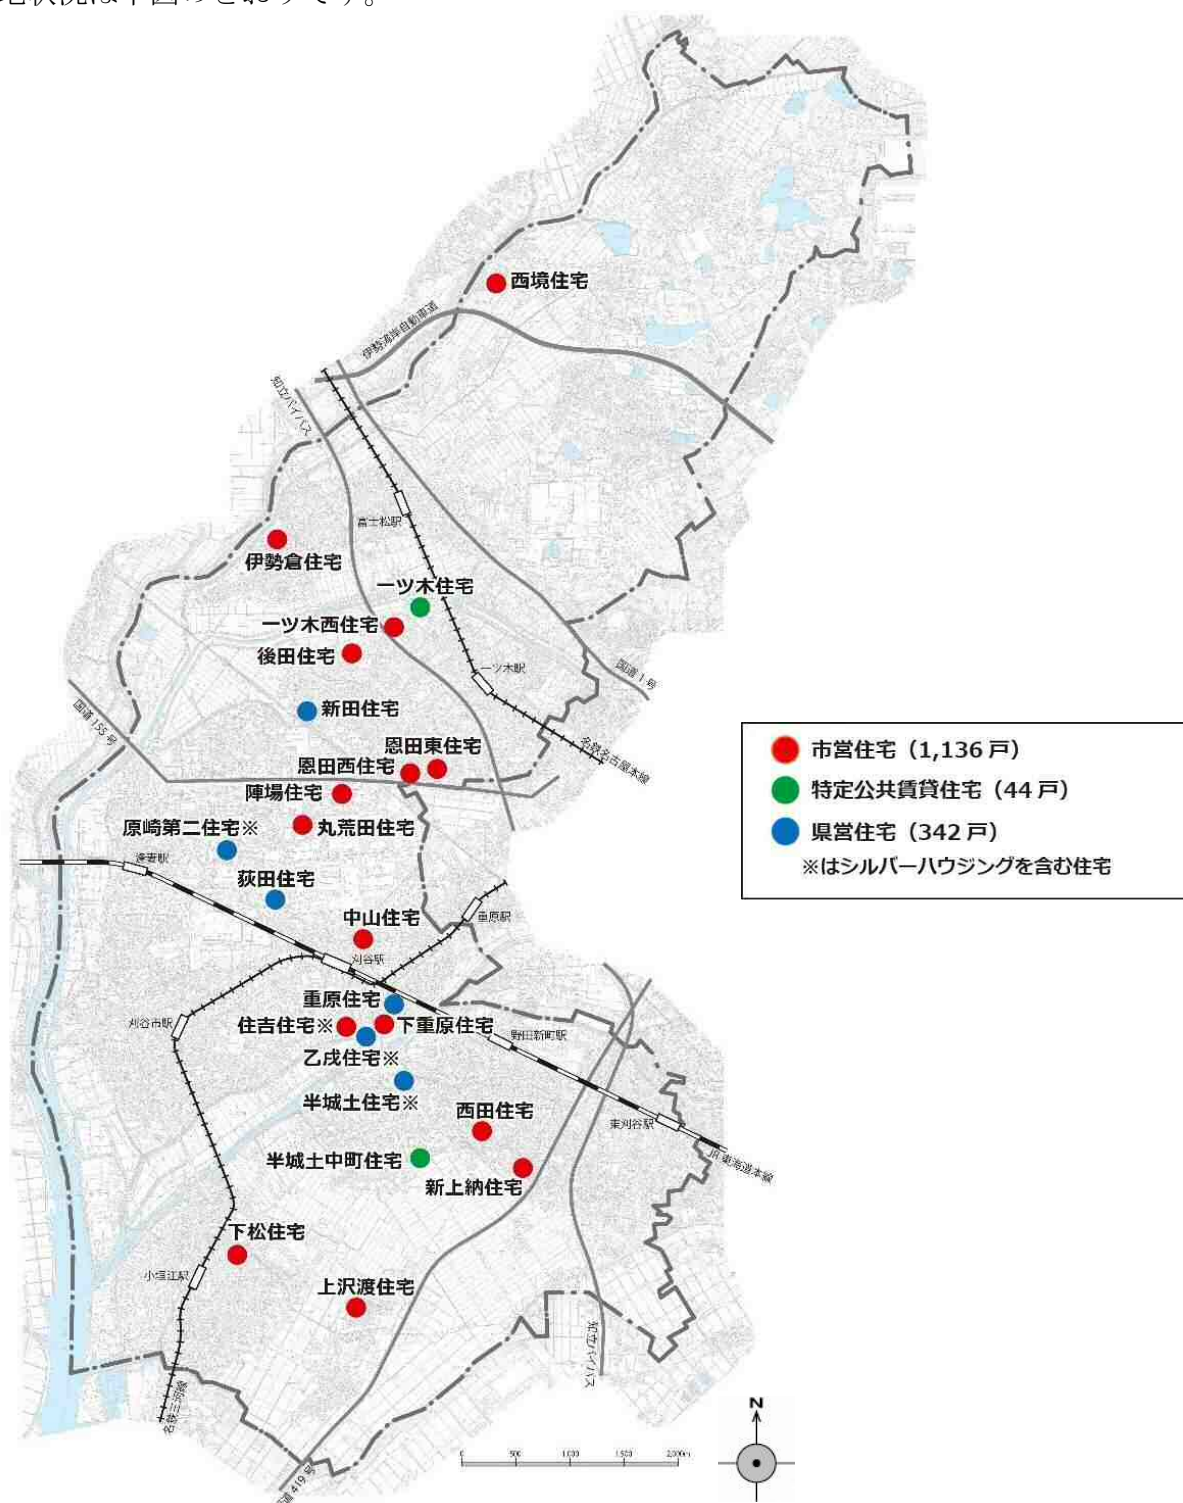 西境住宅
伊勢湾岸自動車道
知立バイパス
富士松駅
伊勢倉住宅
一ツ木住宅
一ツ木西住宅
後田住宅
一ツ木駅
国道1号
新田住宅
国道155号
恩田東住宅
恩田西住宅
名鉄名古屋本線
陣場住宅
原崎第二住宅※
丸荒田住宅
逢妻駅
荻田住宅
中山住宅
重原駅
刈谷駅
重原住宅
刈谷市駅
住吉住宅※
下重原住宅
野田新町駅
乙戌住宅※
半城土住宅※
西田住宅
東刈谷駅
JR東海道本線
半城土中町住宅
新上納住宅
下松住宅
小垣江駅
上沢渡住宅
知立バイパス
名鉄三河線
国道419号
市営住宅（1,136戸）
特定公共賃貸住宅（44戸）
県営住宅（342戸）
※はシルバーハウジングを含む住宅
N
0 500 1,000 1,500 2,000m